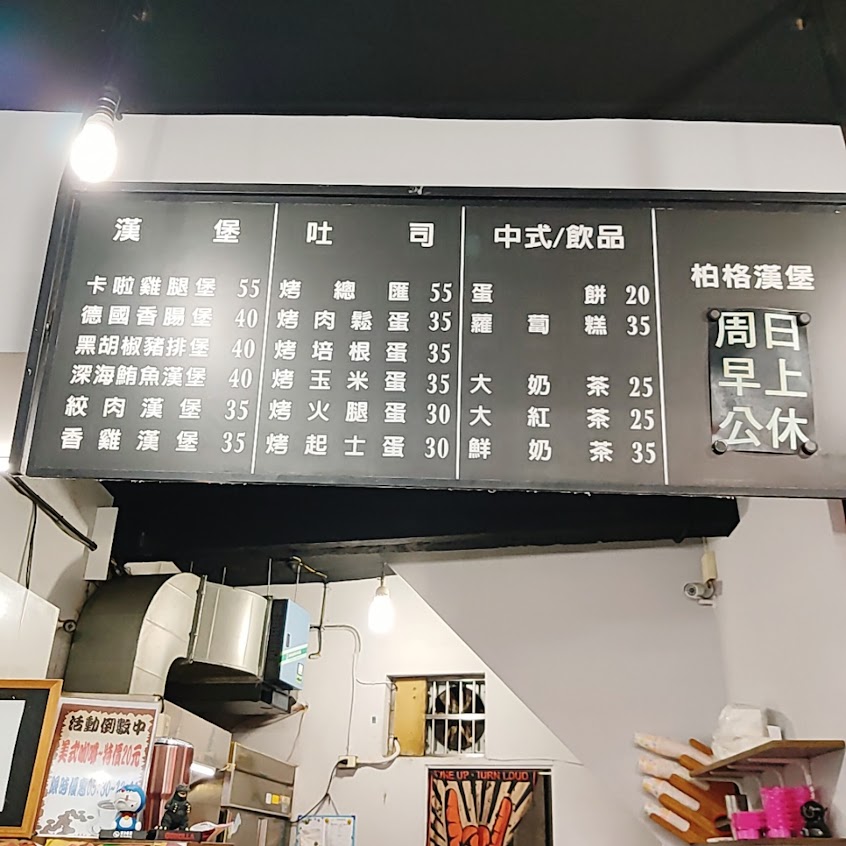 漢堡
卡啦雞腿堡 55
德國香腸堡 40
黑胡椒豬排堡 40
深海鮪魚漢堡 40
絞肉漢堡 35
香雞漢堡 35
吐司
烤總匯 55
烤肉鬆蛋 35
烤培根蛋 35
烤玉米蛋 35
烤火腿蛋 30
烤起士蛋 30
中式/飲品
蛋餅 20
蘿蔔糕 35
大奶茶 25
大紅茶 25
鮮奶茶 35
柏格漢堡
周日
早上
公休
活動倒數中
美式咖啡-特價20元
TURN LOUD